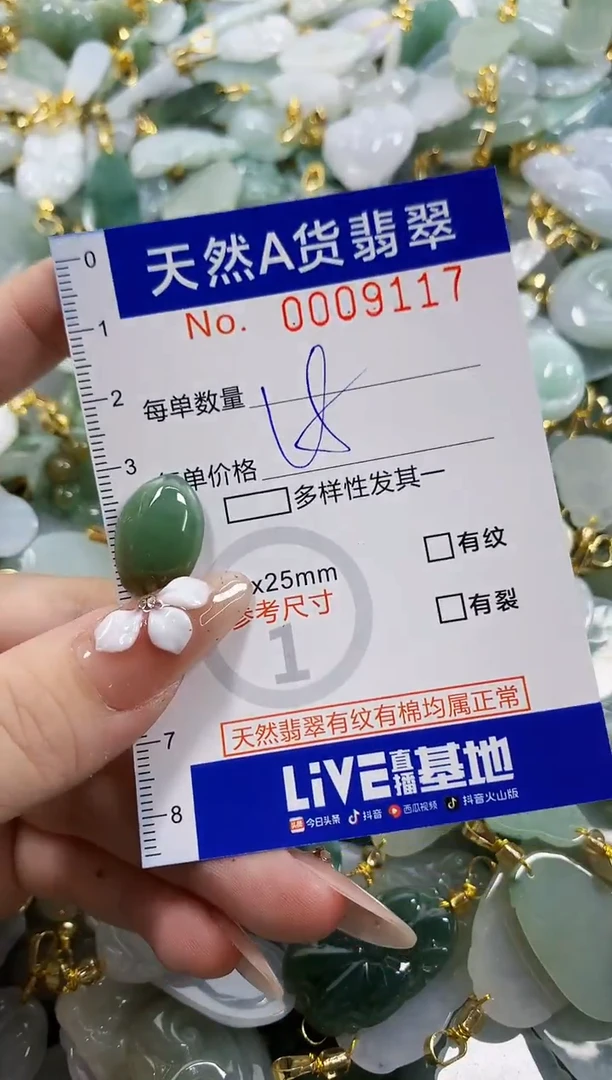 天然A货翡翠
No. 0009117
0
1
2
3
7
8
每单数量
单价格
多样性发其一
有纹
x25mm
有裂
参考尺寸
1
天然翡翠有纹有棉均属正常
LiVE直播基地
头条 今日头条 抖音 西瓜视频 抖音火山版